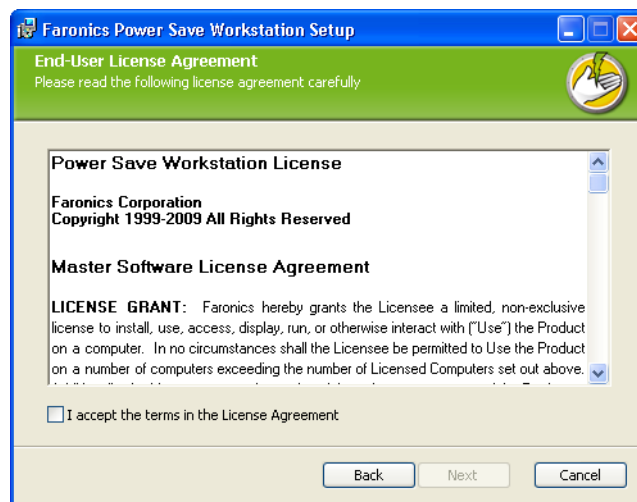 Faronics Power Save Workstation Setup
End-User License Agreement
Please read the following license agreement carefully
Power Save Workstation License
Faronics Corporation
Copyright 1999-2009 All Rights Reserved
Master Software License Agreement
LICENSE GRANT: Faronics hereby grants the Licensee a limited, non-exclusive
license to install, use, access, display, run, or otherwise interact with ("Use") the Product
on a computer. In no circumstances shall the Licensee be permitted to Use the Product
on a number of computers exceeding the number of Licensed Computers set out above.
I accept the terms in the License Agreement
Back Next Cancel